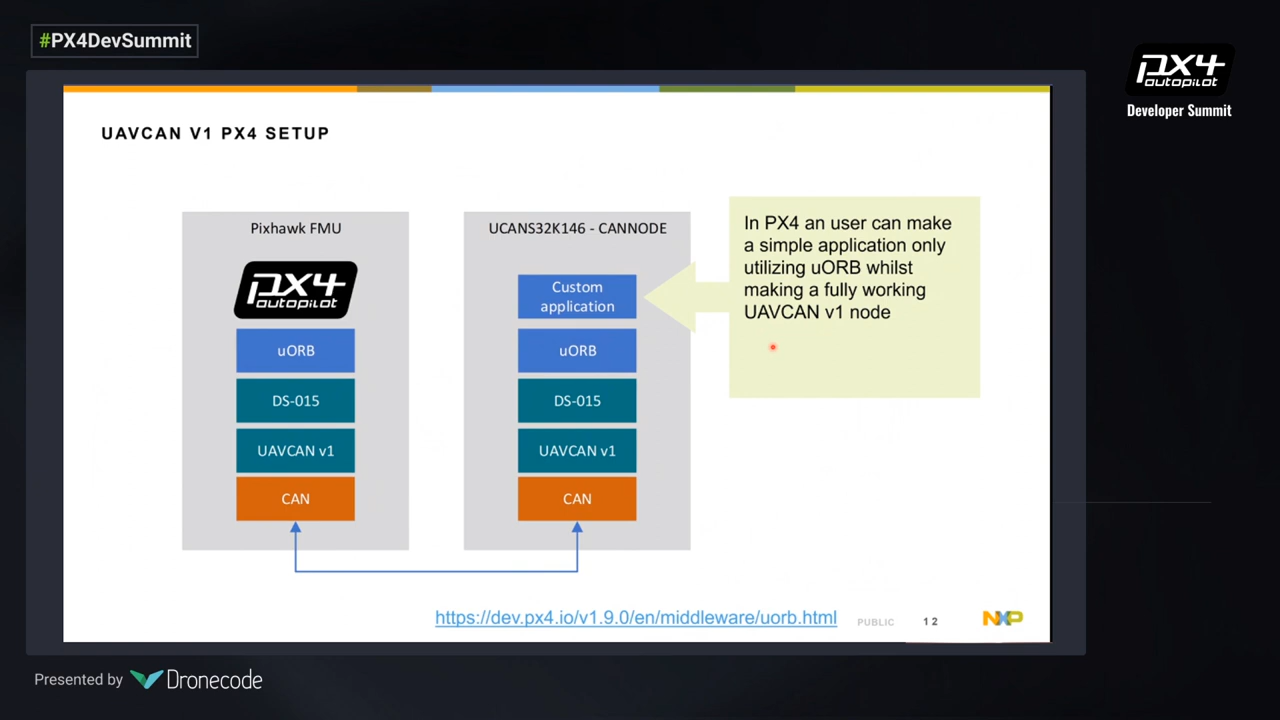 #PX4DevSummit
px4
autopilot
Developer Summit
UAVCAN V1 PX4 SETUP
Pixhawk FMU
px4
autopilot
uORB
DS-015
UAVCAN v1
CAN
UCANS32K146 - CANNODE
Custom
application
uORB
DS-015
UAVCAN v1
CAN
In PX4 an user can make
a simple application only
utilizing uORB whilst
making a fully working
UAVCAN v1 node
https://dev.px4.io/v1.9.0/en/middleware/uorb.html
PUBLIC
12
NXP
Presented by Dronecode